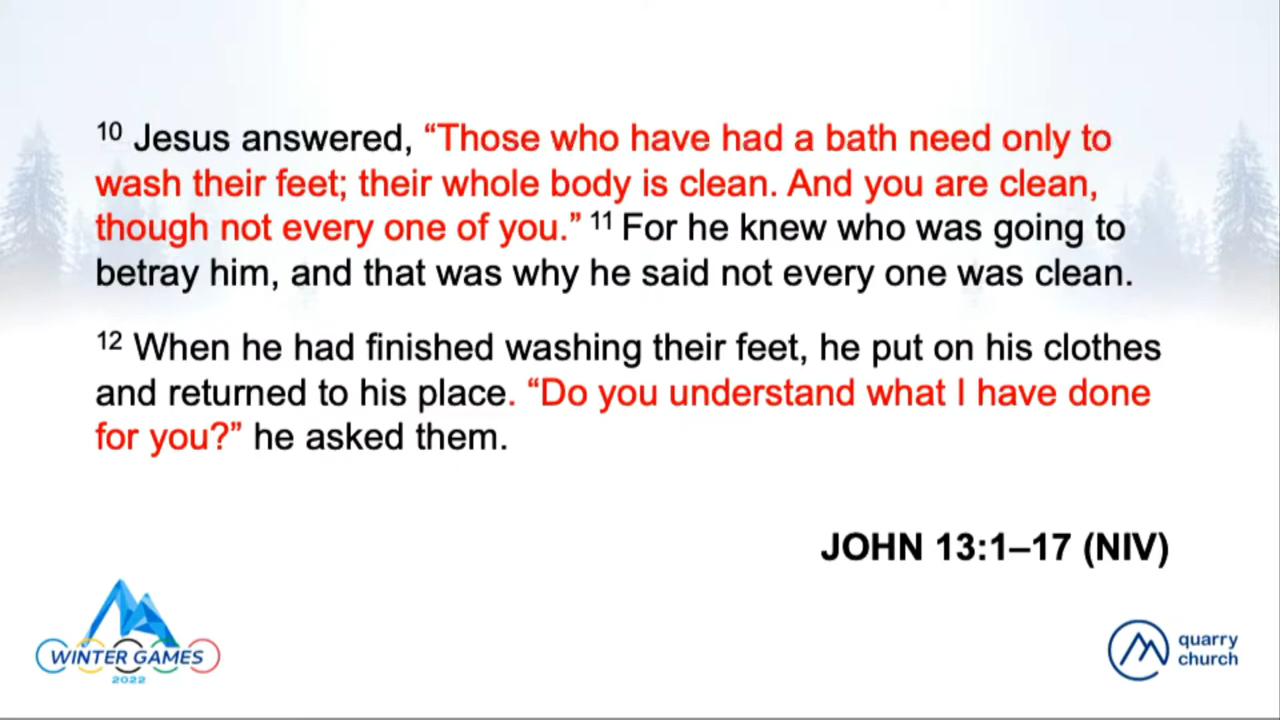 10 Jesus answered, “Those who have had a bath need only to
wash their feet; their whole body is clean. And you are clean,
though not every one of you.” 11 For he knew who was going to
betray him, and that was why he said not every one was clean.
12 When he had finished washing their feet, he put on his clothes
and returned to his place. “Do you understand what I have done
for you?” he asked them.
JOHN 13:1–17 (NIV)
WINTER GAMES
2022
quarry
church